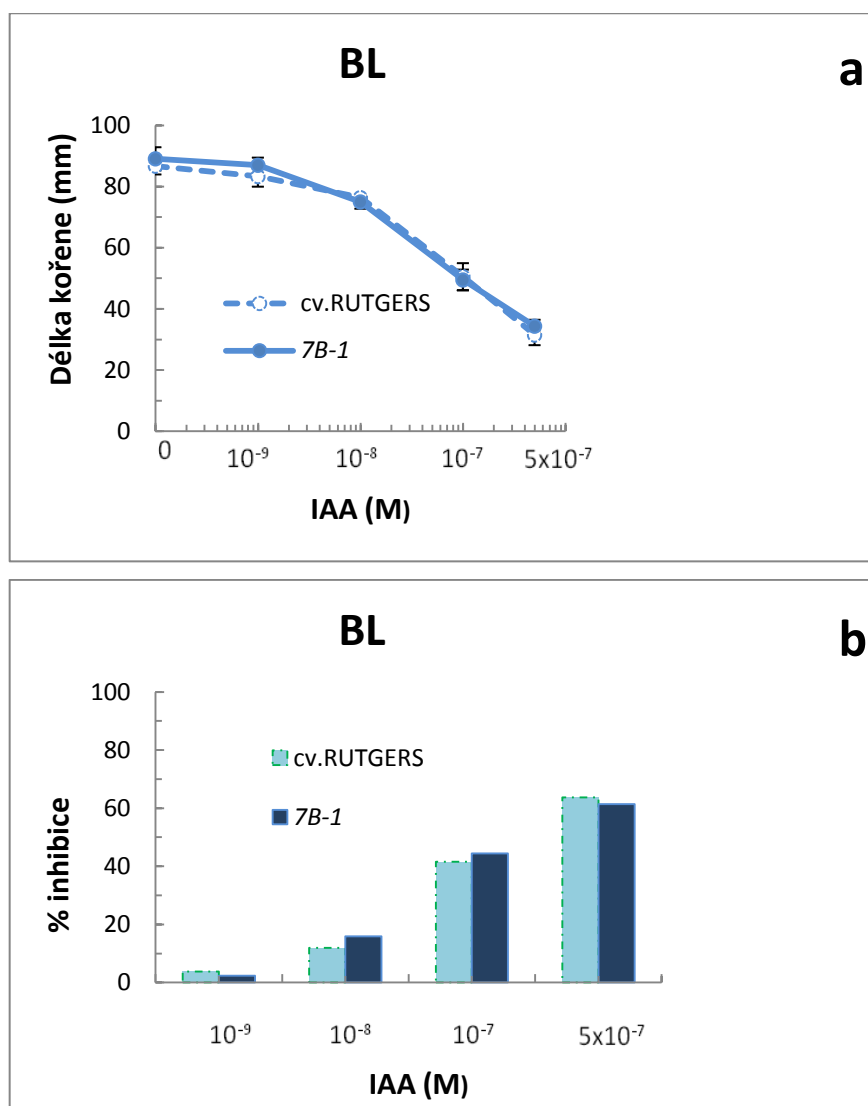 BL
a
Délka kořene (mm)
100
80
60
40
20
0
cv.RUTGERS
7B-1
0 10⁻⁹ 10⁻⁸ 10⁻⁷ 5x10⁻⁷
IAA (M)
BL
b
% inhibice
100
80
60
40
20
0
cv.RUTGERS
7B-1
10⁻⁹ 10⁻⁸ 10⁻⁷ 5x10⁻⁷
IAA (M)